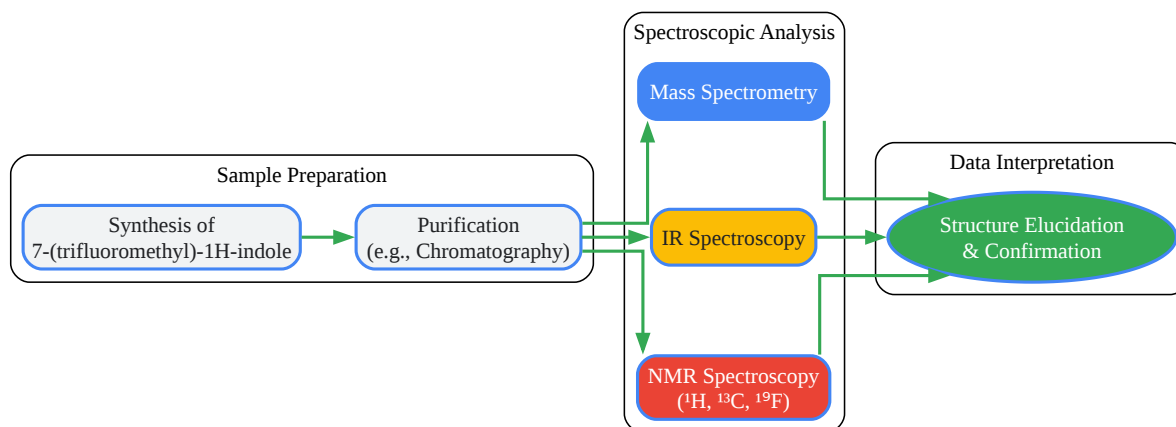 Sample Preparation
Synthesis of
7-(trifluoromethyl)-1H-indole
Purification
(e.g., Chromatography)
Spectroscopic Analysis
Mass Spectrometry
IR Spectroscopy
NMR Spectroscopy
(¹H, ¹³C, ¹⁹F)
Data Interpretation
Structure Elucidation
& Confirmation